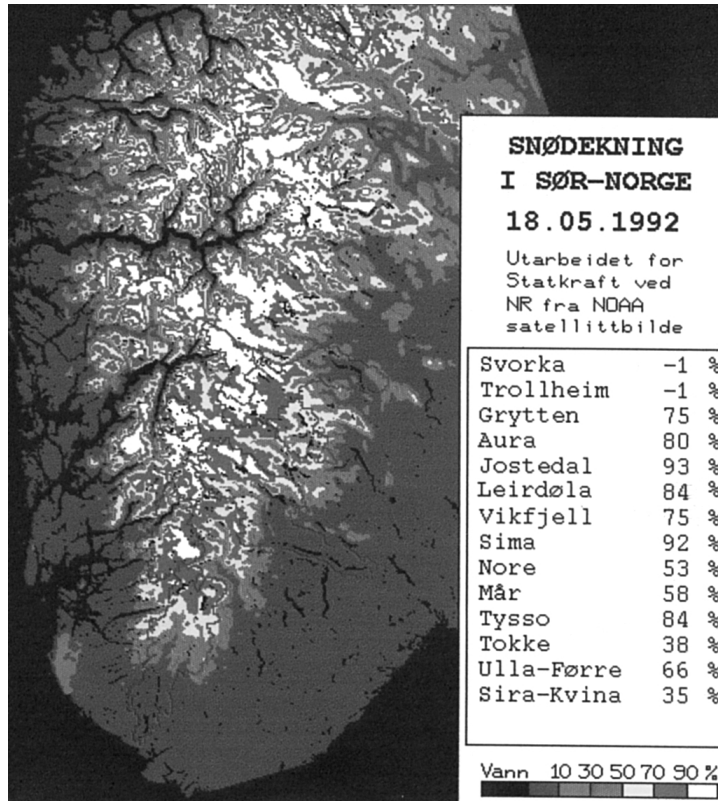 SNØDEKNING
I SØR-NORGE
18.05.1992
Utarbeidet for
Statkraft ved
NR fra NOAA
satellittbilde
Svorka -1 %
Trollheim -1 %
Grytten 75 %
Aura 80 %
Jostedal 93 %
Leirdøla 84 %
Vikfjell 75 %
Sima 92 %
Nore 53 %
Mår 58 %
Tysso 84 %
Tokke 38 %
Ulla-Førre 66 %
Sira-Kvina 35 %
Vann 10 30 50 70 90 %